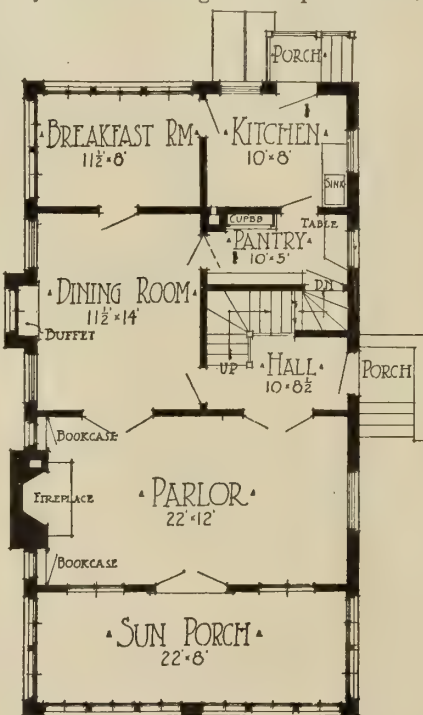 PORCH
BREAKFAST RM
11½'×8'
KITCHEN
10'×8'
SINK
CUPBD
TABLE
PANTRY
10'×5'
DINING ROOM
11½'×14'
BUFFET
DN
UP
HALL
10×8½
PORCH
BOOKCASE
FIREPLACE
PARLOR
22'×12'
BOOKCASE
SUN PORCH
22'×8'